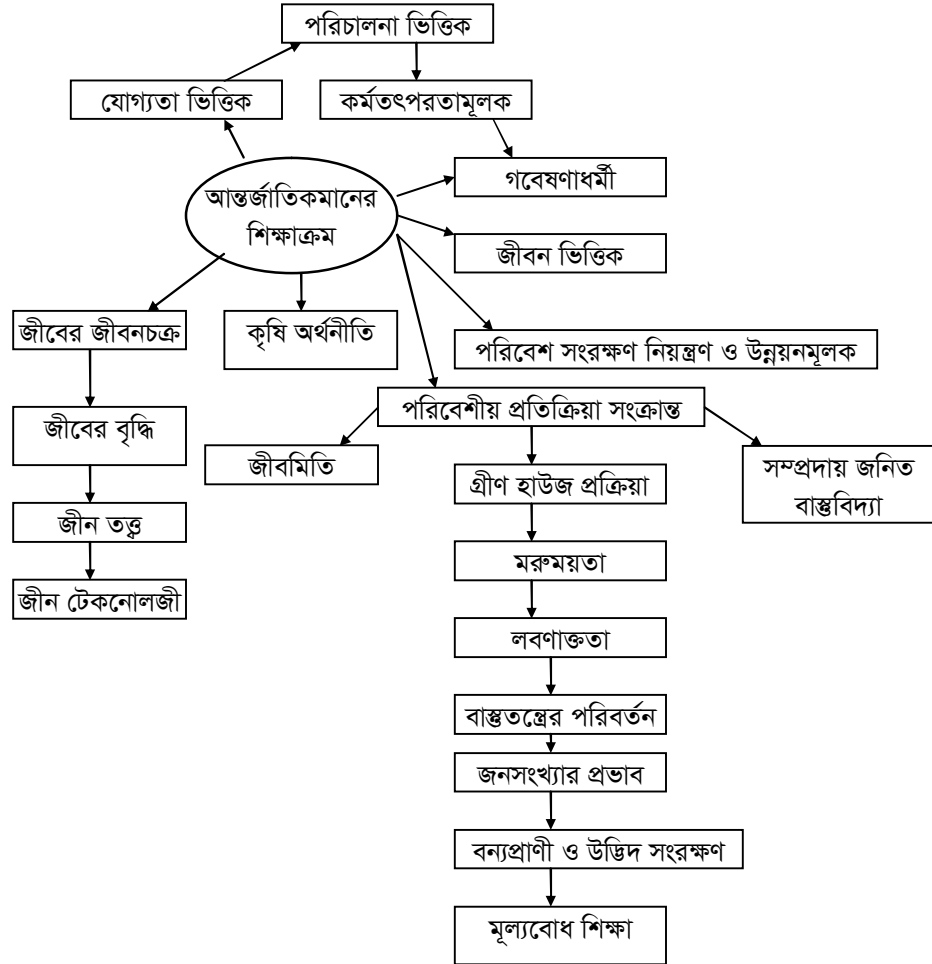 পরিচালনা ভিত্তিক
যোগ্যতা ভিত্তিক
কর্মতৎপরতামূলক
গবেষণাধর্মী
আন্তর্জাতিকমানের
শিক্ষাক্রম
জীবন ভিত্তিক
জীবের জীবনচক্র
কৃষি অর্থনীতি
পরিবেশ সংরক্ষণ নিয়ন্ত্রণ ও উন্নয়নমূলক
পরিবেশীয় প্রতিক্রিয়া সংক্রান্ত
জীবের বৃদ্ধি
জীবমিতি
গ্রীণ হাউজ প্রক্রিয়া
সম্প্রদায় জনিত
বাস্তুবিদ্যা
জীন তত্ত্ব
মরুময়তা
জীন টেকনোলজী
লবণাক্ততা
বাস্তুতন্ত্রের পরিবর্তন
জনসংখ্যার প্রভাব
বন্যপ্রাণী ও উদ্ভিদ সংরক্ষণ
মূল্যবোধ শিক্ষা